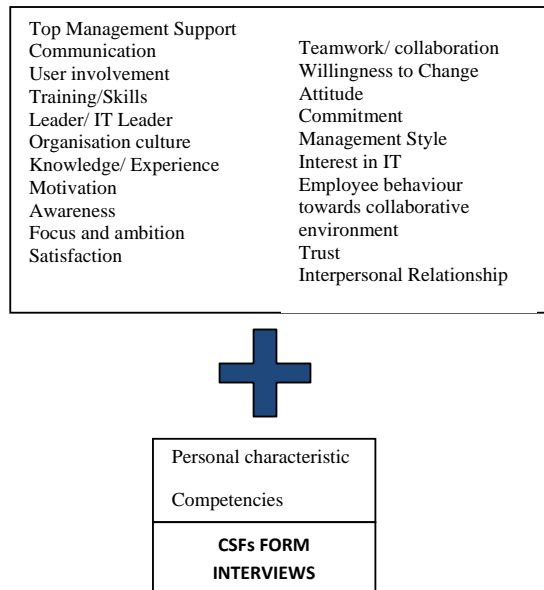 Top Management Support
Communication
User involvement
Training/Skills
Leader/ IT Leader
Organisation culture
Knowledge/ Experience
Motivation
Awareness
Focus and ambition
Satisfaction
Teamwork/ collaboration
Willingness to Change
Attitude
Commitment
Management Style
Interest in IT
Employee behaviour
towards collaborative
environment
Trust
Interpersonal Relationship
Personal characteristic
Competencies
CSFs FORM
INTERVIEWS